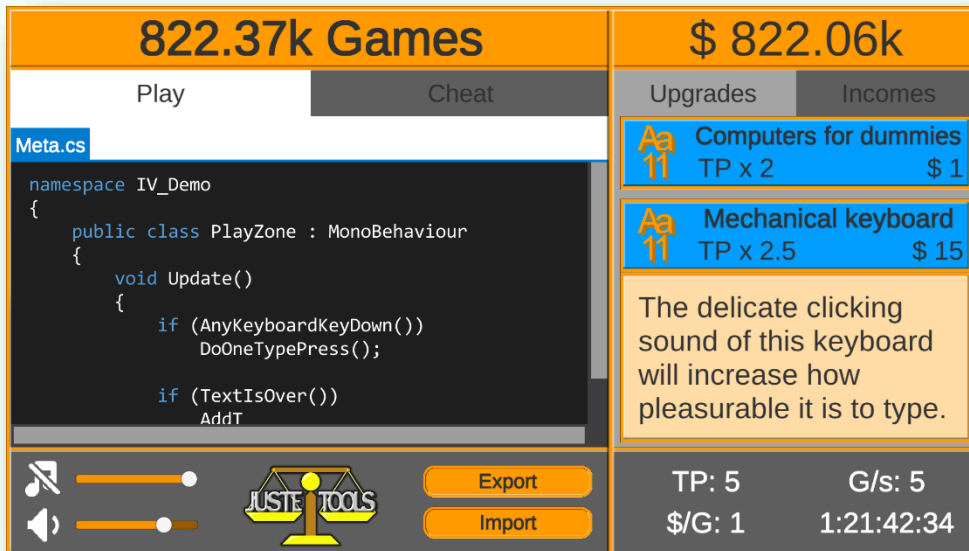 822.37k Games
$ 822.06k
Play
Cheat
Upgrades
Incomes
Meta.cs
namespace IV_Demo
{
public class PlayZone : MonoBehaviour
{
void Update()
{
if (AnyKeyboardKeyDown())
DoOneTypePress();
if (TextIsOver())
AddT
Aa
11
Computers for dummies
TP x 2
$ 1
Aa
11
Mechanical keyboard
TP x 2.5
$ 15
The delicate clicking
sound of this keyboard
will increase how
pleasurable it is to type.
JUSTE TOOLS
Export
Import
TP: 5
G/s: 5
$/G: 1
1:21:42:34